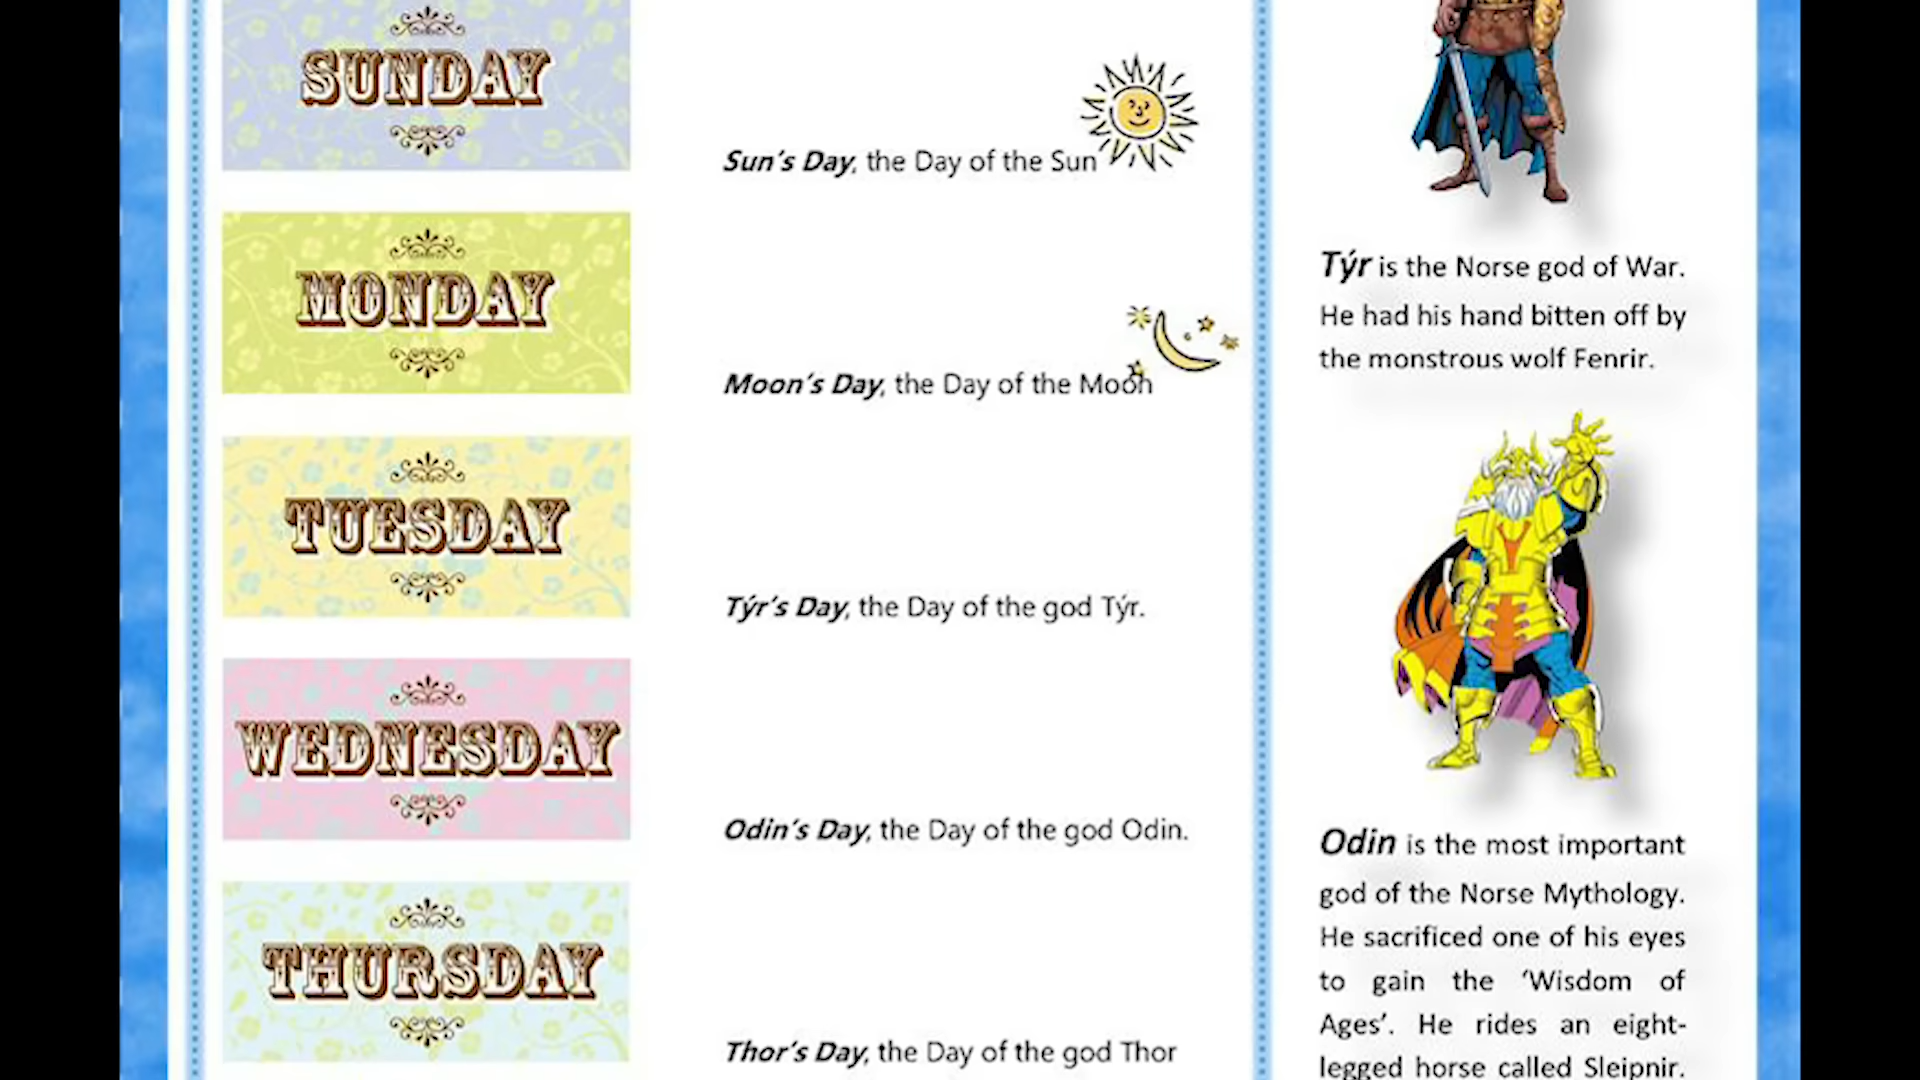 SUNDAY
Sun's Day, the Day of the Sun
MONDAY
Moon's Day, the Day of the Moon
TUESDAY
Týr's Day, the Day of the god Týr.
WEDNESDAY
Odin's Day, the Day of the god Odin.
THURSDAY
Thor's Day, the Day of the god Thor
Týr is the Norse god of War.
He had his hand bitten off by
the monstrous wolf Fenrir.
Odin is the most important
god of the Norse Mythology.
He sacrificed one of his eyes
to gain the ‘Wisdom of
Ages’. He rides an eight-
legged horse called Sleipnir.